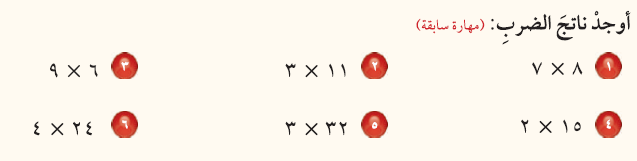 أوجدْ ناتجَ الضربِ: (مهارة سابقة)
١ ٨ × ٧ ٢ ١١ × ٣ ٣ ٦ × ٩
٤ ١٥ × ٢ ٥ ٣٢ × ٣ ٦ ٢٤ × ٤